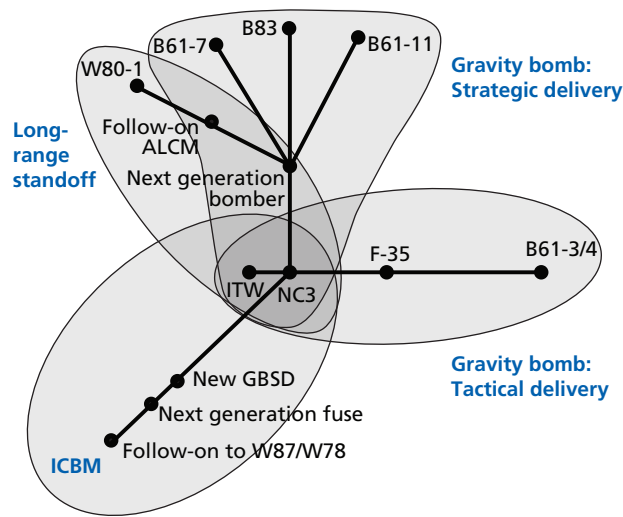 B83
B61-7
B61-11
W80-1
Gravity bomb:
Strategic delivery
Long-
range
standoff
Follow-on
ALCM
Next generation
bomber
F-35
B61-3/4
ITW
NC3
Gravity bomb:
Tactical delivery
New GBSD
Next generation fuse
Follow-on to W87/W78
ICBM